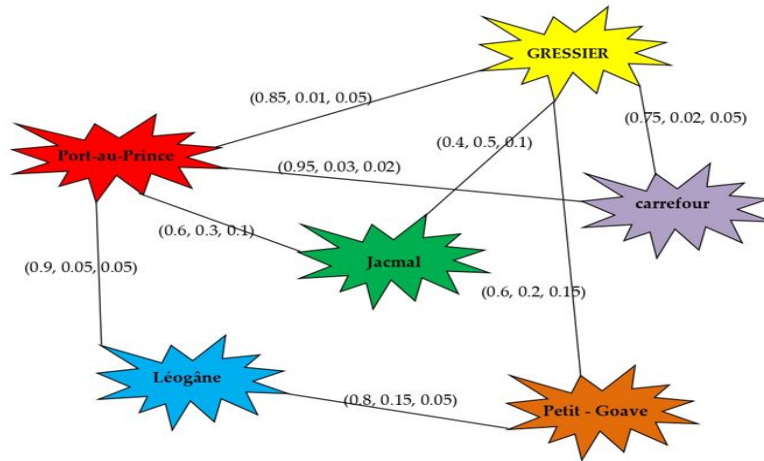 GRESSIER
(0.85, 0.01, 0.05)
(0.75, 0.02, 0.05)
(0.4, 0.5, 0.1)
Port-au-Prince
(0.95, 0.03, 0.02)
carrefour
(0.6, 0.3, 0.1)
Jacmal
(0.9, 0.05, 0.05)
(0.6, 0.2, 0.15)
Léogâne
(0.8, 0.15, 0.05)
Petit - Goave